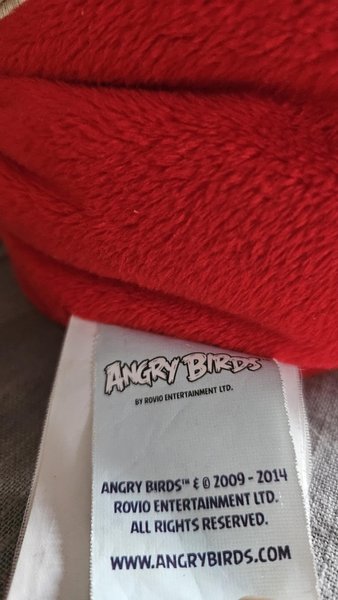 ANGRY BIRDS
BY ROVIO ENTERTAINMENT LTD.
ANGRY BIRDS™ & © 2009 - 2014
ROVIO ENTERTAINMENT LTD.
ALL RIGHTS RESERVED.
WWW.ANGRYBIRDS.COM